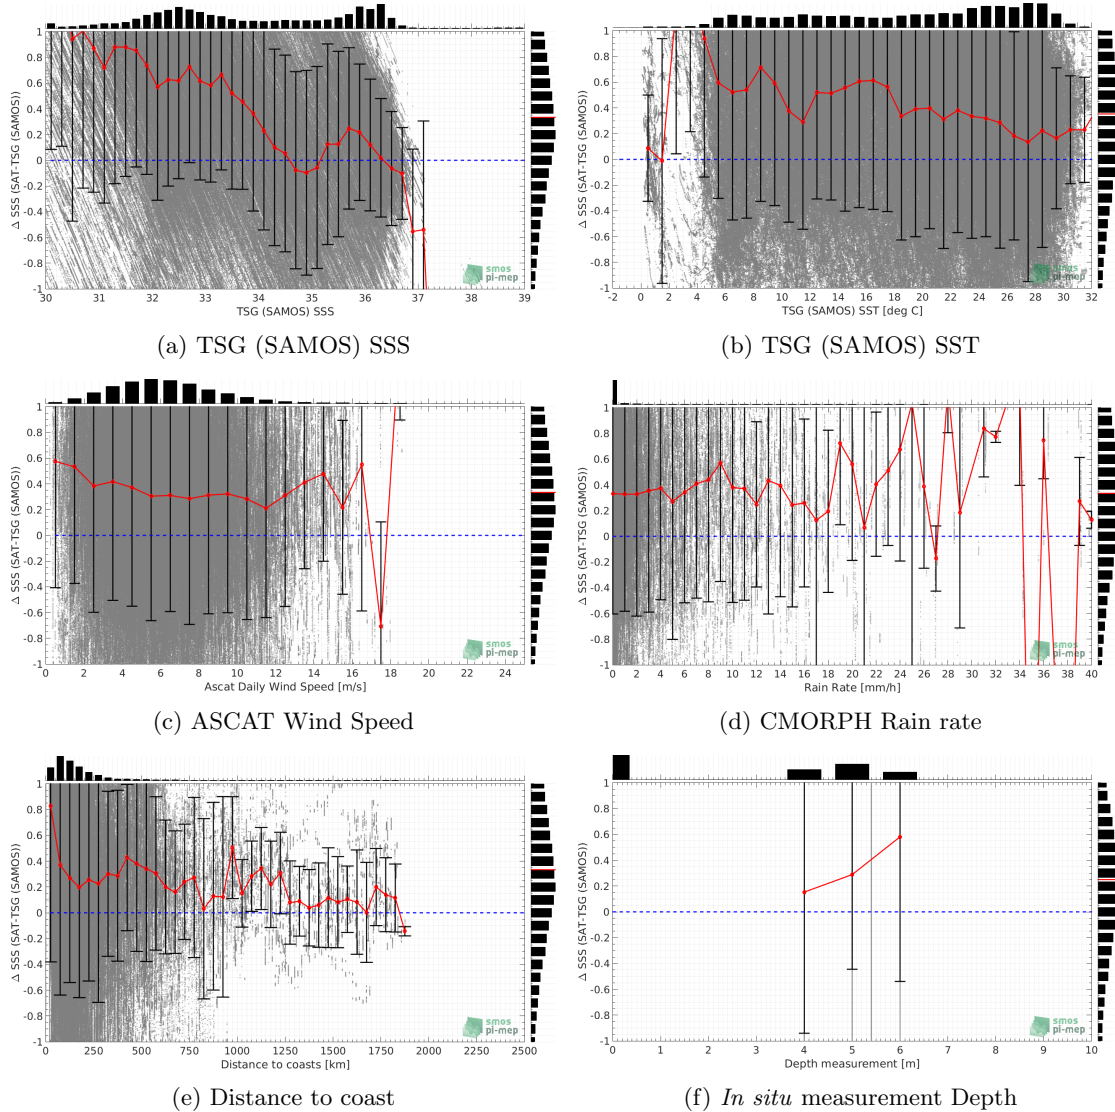 Δ SSS (SAT-TSG (SAMOS))
1
0.8
0.6
0.4
0.2
0
-0.2
-0.4
-0.6
-0.8
-1
30 31 32 33 34 35 36 37 38 39
TSG (SAMOS) SSS
smos
pi-mep
(a) TSG (SAMOS) SSS
Δ SSS (SAT-TSG (SAMOS))
1
0.8
0.6
0.4
0.2
0
-0.2
-0.4
-0.6
-0.8
-1
-2 0 2 4 6 8 10 12 14 16 18 20 22 24 26 28 30 32
TSG (SAMOS) SST [deg C]
smos
pi-mep
(b) TSG (SAMOS) SST
Δ SSS (SAT-TSG (SAMOS))
1
0.8
0.6
0.4
0.2
0
-0.2
-0.4
-0.6
-0.8
-1
0 2 4 6 8 10 12 14 16 18 20 22 24
Ascat Daily Wind Speed [m/s]
smos
pi-mep
(c) ASCAT Wind Speed
Δ SSS (SAT-TSG (SAMOS))
1
0.8
0.6
0.4
0.2
0
-0.2
-0.4
-0.6
-0.8
-1
0 2 4 6 8 10 12 14 16 18 20 22 24 26 28 30 32 34 36 38 40
Rain Rate [mm/h]
smos
pi-mep
(d) CMORPH Rain rate
Δ SSS (SAT-TSG (SAMOS))
1
0.8
0.6
0.4
0.2
0
-0.2
-0.4
-0.6
-0.8
-1
0 250 500 750 1000 1250 1500 1750 2000 2250 2500
Distance to coasts [km]
smos
pi-mep
(e) Distance to coast
Δ SSS (SAT-TSG (SAMOS))
1
0.8
0.6
0.4
0.2
0
-0.2
-0.4
-0.6
-0.8
-1
0 1 2 3 4 5 6 7 8 9 10
Depth measurement [m]
smos
pi-mep
(f) In situ measurement Depth